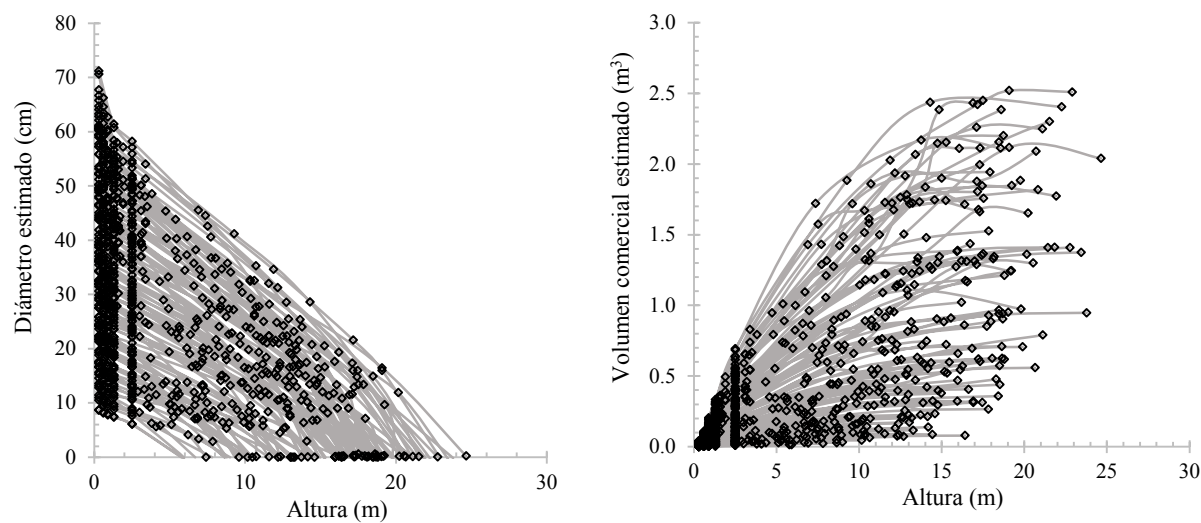 Diámetro estimado (cm)
80
70
60
50
40
30
20
10
0
0 10 20 30
Altura (m)
Volumen comercial estimado (m³)
3.0
2.5
2.0
1.5
1.0
0.5
0.0
0 5 10 15 20 25 30
Altura (m)